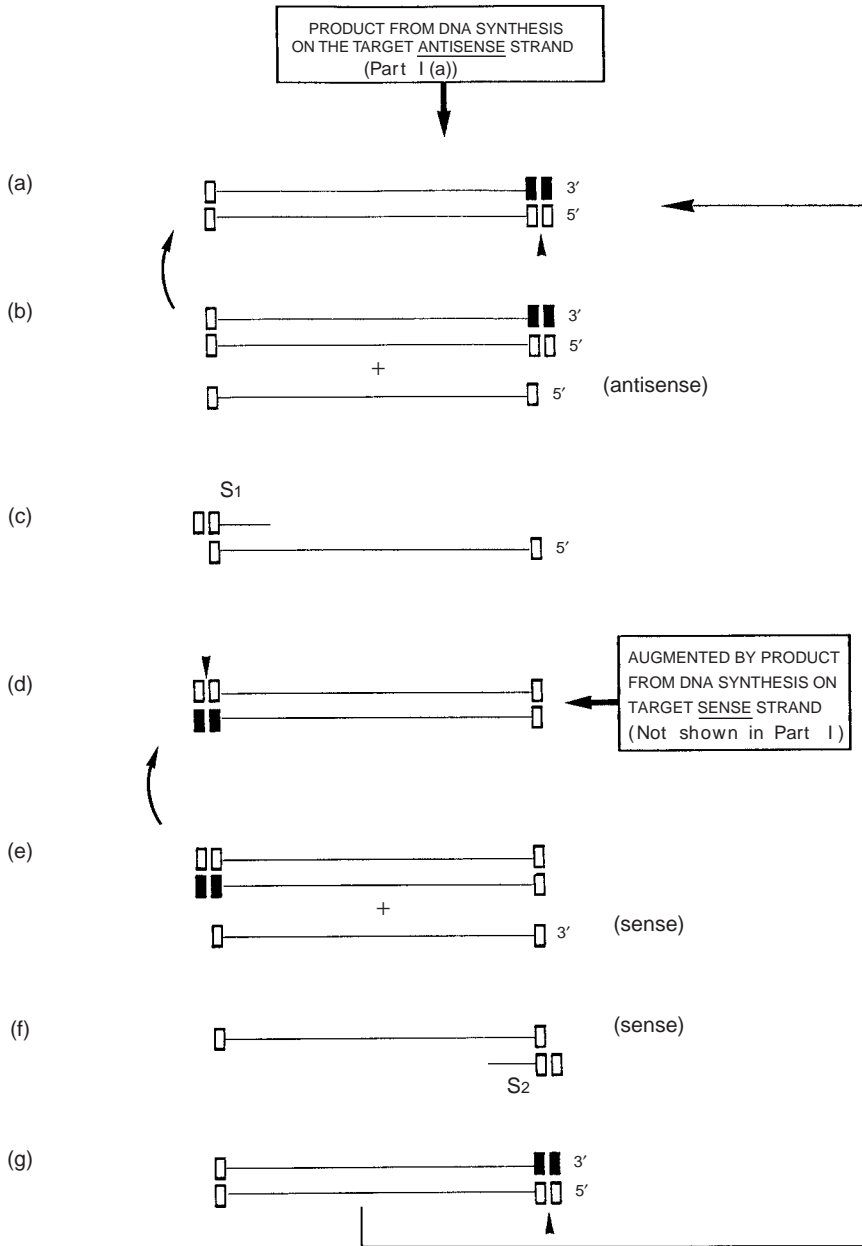 PRODUCT FROM DNA SYNTHESIS
ON THE TARGET ANTISENSE STRAND
(Part I (a))
(a)
3′
5′
(b)
3′
5′
+
5′
(antisense)
S1
(c)
5′
(d)
AUGMENTED BY PRODUCT
FROM DNA SYNTHESIS ON
TARGET SENSE STRAND
(Not shown in Part I)
(e)
+
3′
(sense)
(f)
(sense)
S2
(g)
3′
5′